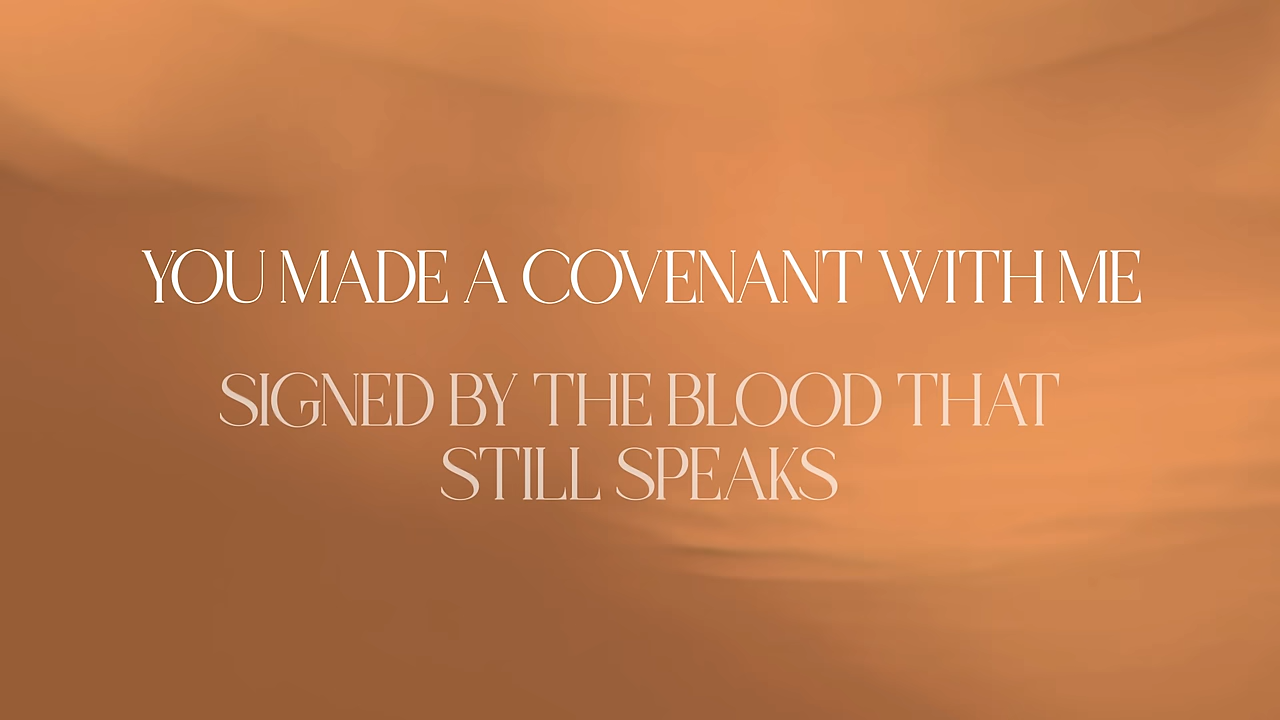 YOU MADE A COVENANT WITH ME
SIGNED BY THE BLOOD THAT
STILL SPEAKS